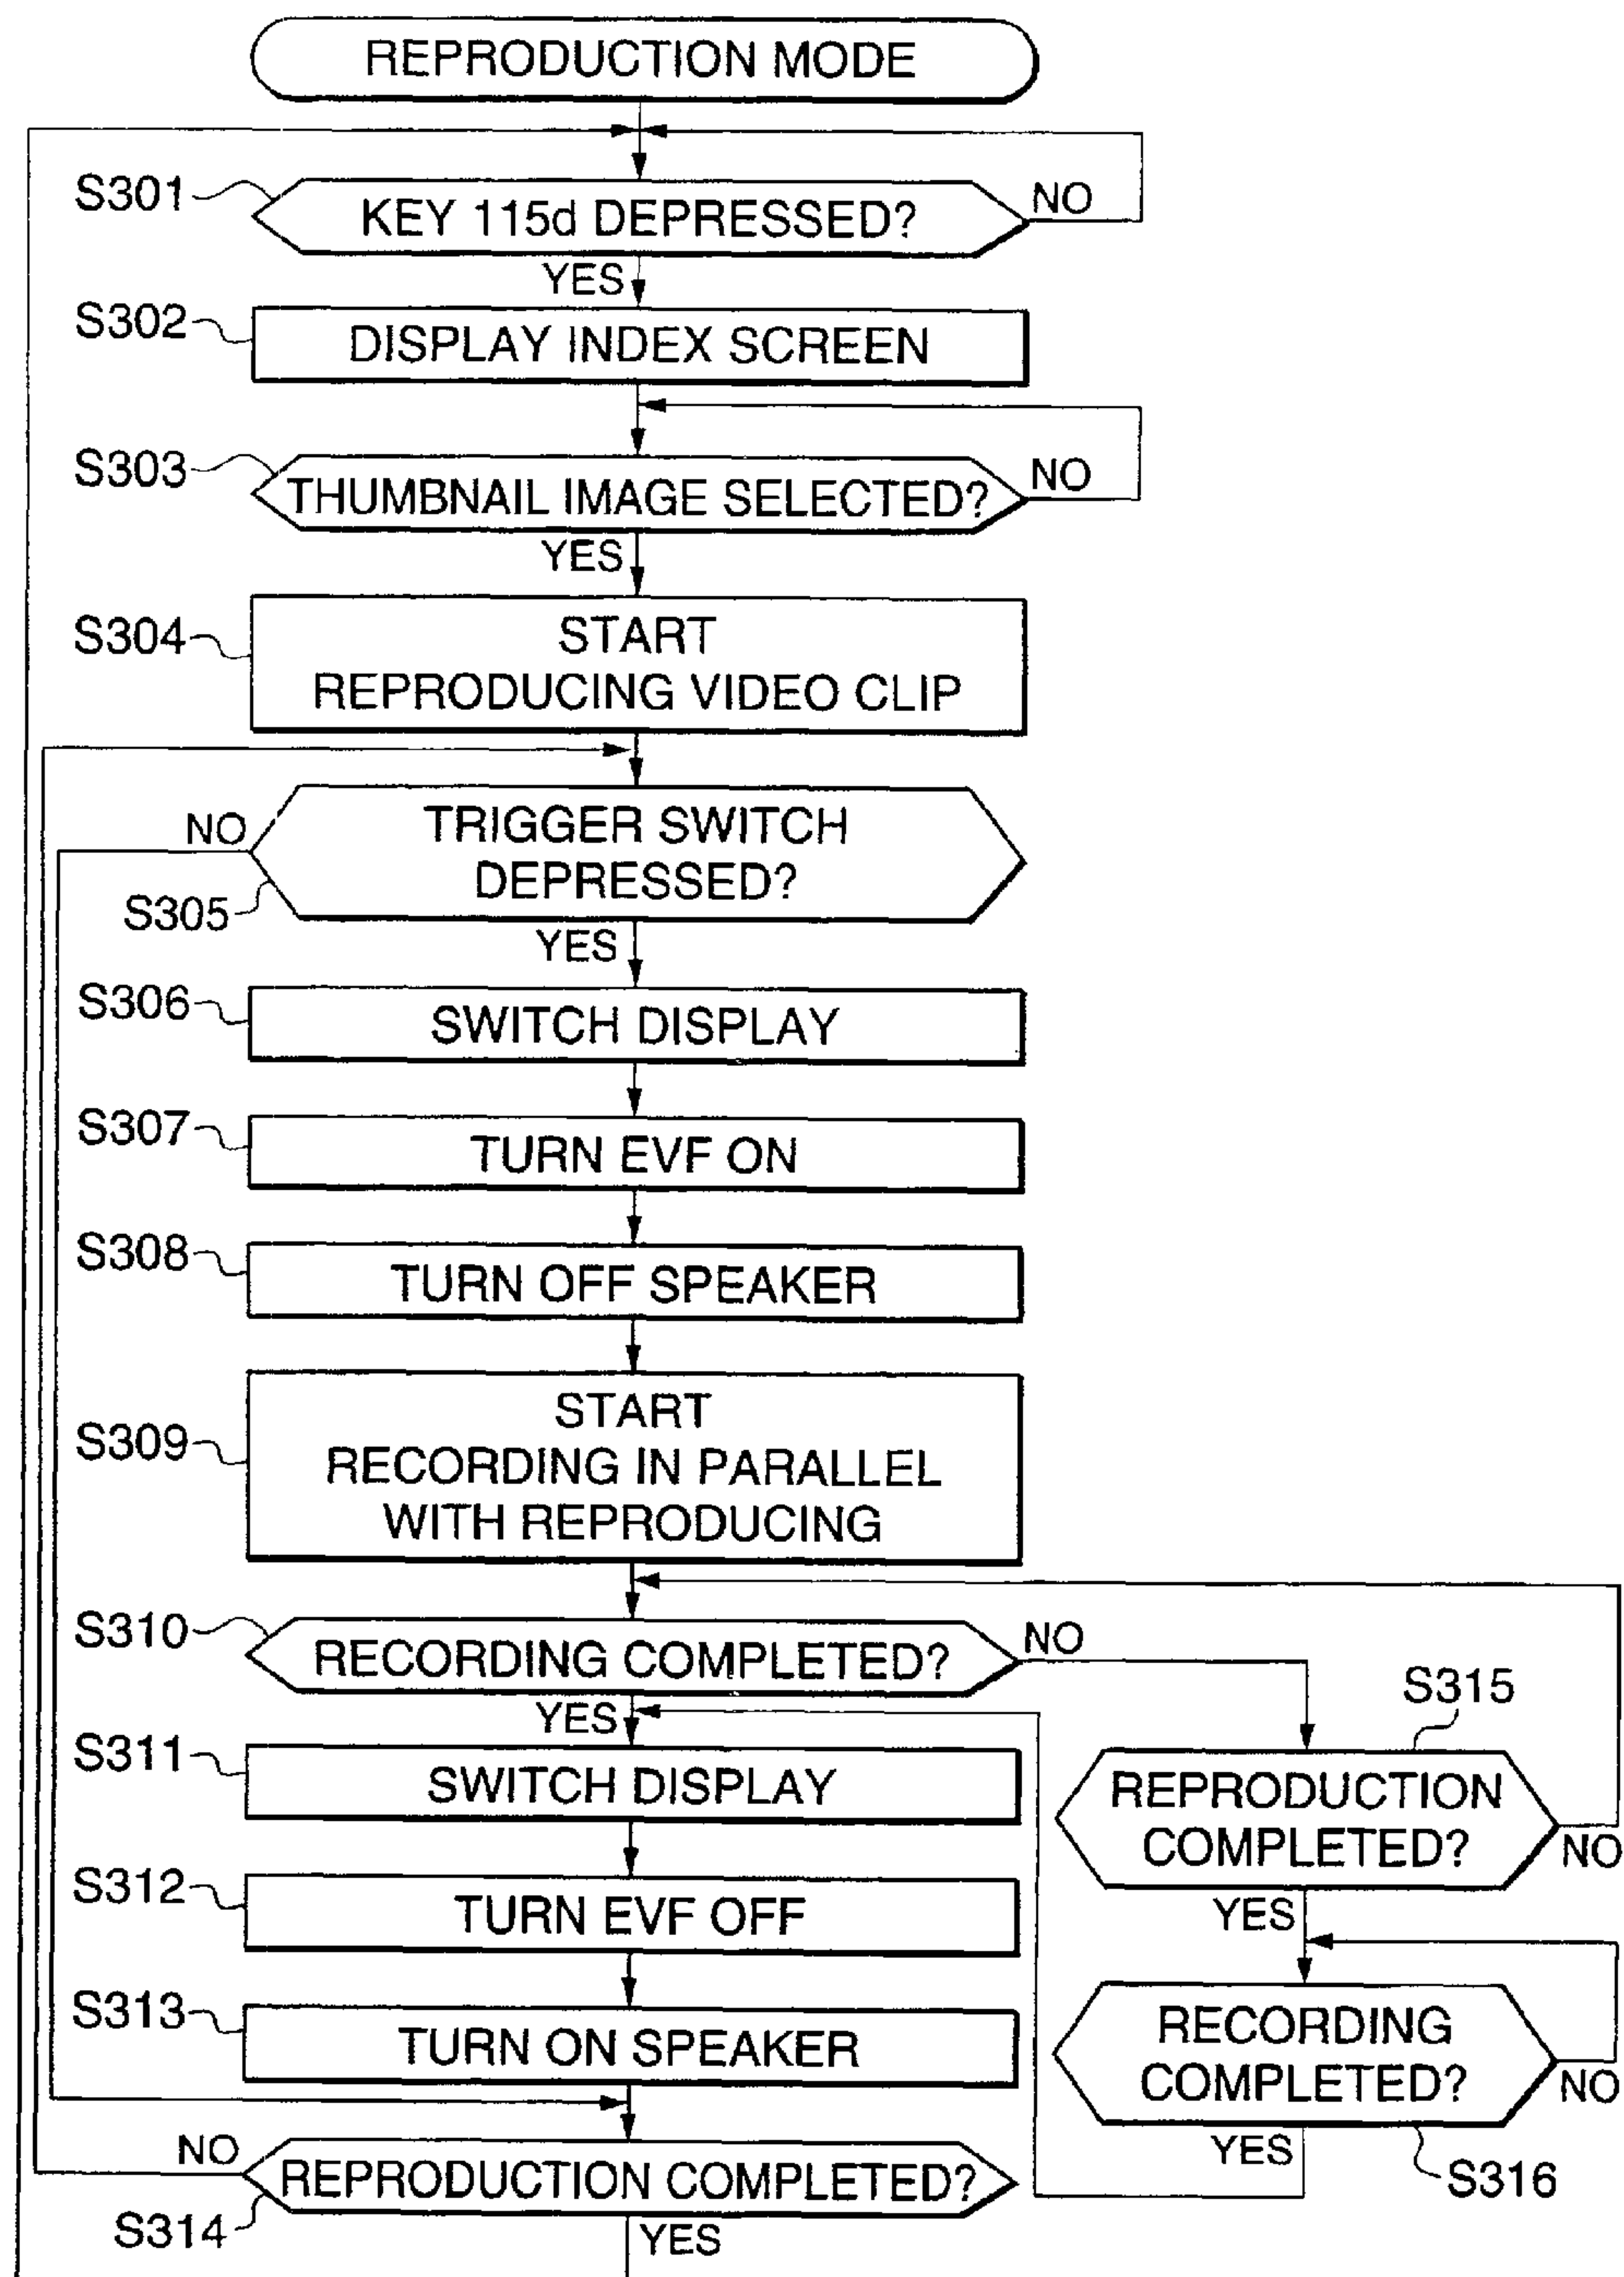 REPRODUCTION MODE
S301
KEY 115d DEPRESSED?
NO
YES
S302
DISPLAY INDEX SCREEN
S303
THUMBNAIL IMAGE SELECTED?
NO
YES
S304
START
REPRODUCING VIDEO CLIP
NO
TRIGGER SWITCH
DEPRESSED?
S305
YES
S306
SWITCH DISPLAY
S307
TURN EVF ON
S308
TURN OFF SPEAKER
S309
START
RECORDING IN PARALLEL
WITH REPRODUCING
S310
RECORDING COMPLETED?
NO
YES
S315
S311
SWITCH DISPLAY
REPRODUCTION
COMPLETED?
NO
YES
S312
TURN EVF OFF
S313
TURN ON SPEAKER
RECORDING
COMPLETED?
NO
YES
S316
NO
REPRODUCTION COMPLETED?
S314
YES